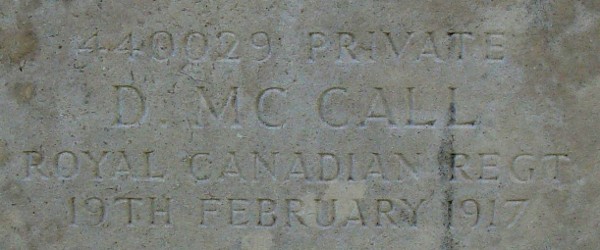 440029 PRIVATE
D. MC CALL
ROYAL CANADIAN REGT
19TH FEBRUARY 1917